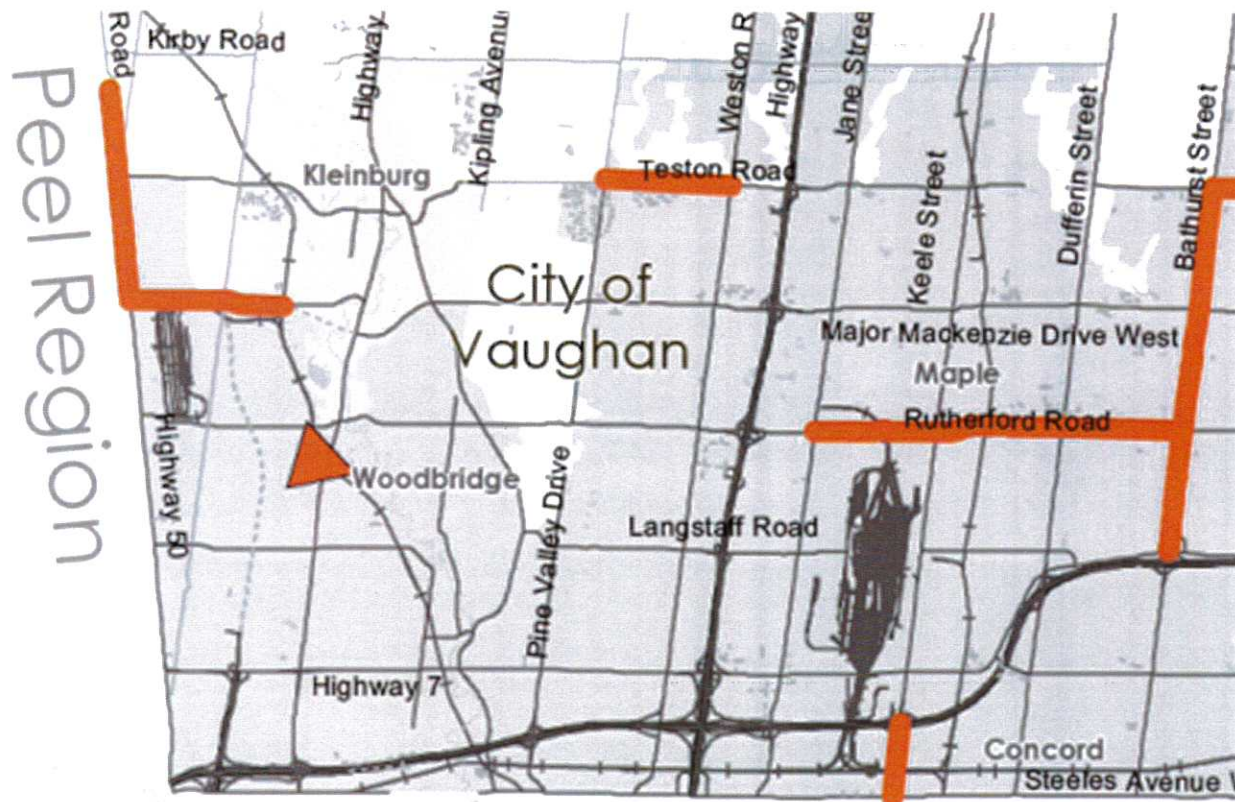 Road
Kirby Road
Highway
Kipling Avenu
Weston R
Highway
Jane Stree
Peel Region
Kleinburg
Teston Road
Keele Street
Dufferin Street
Bathurst Street
City of
Vaughan
Major Mackenzie Drive West
Maple
Rutherford Road
Highway 50
Woodbridge
Pine Valley Drive
Langstaff Road
Highway 7
Concord
Steeles Avenue W